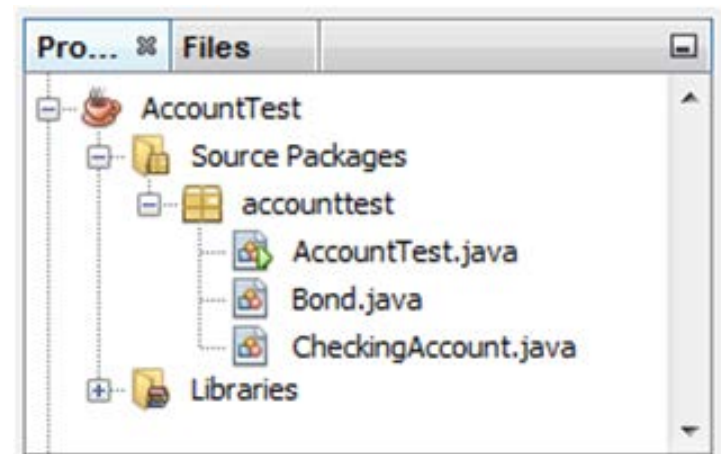 Pro... Files
AccountTest
Source Packages
accounttest
AccountTest.java
Bond.java
CheckingAccount.java
Libraries